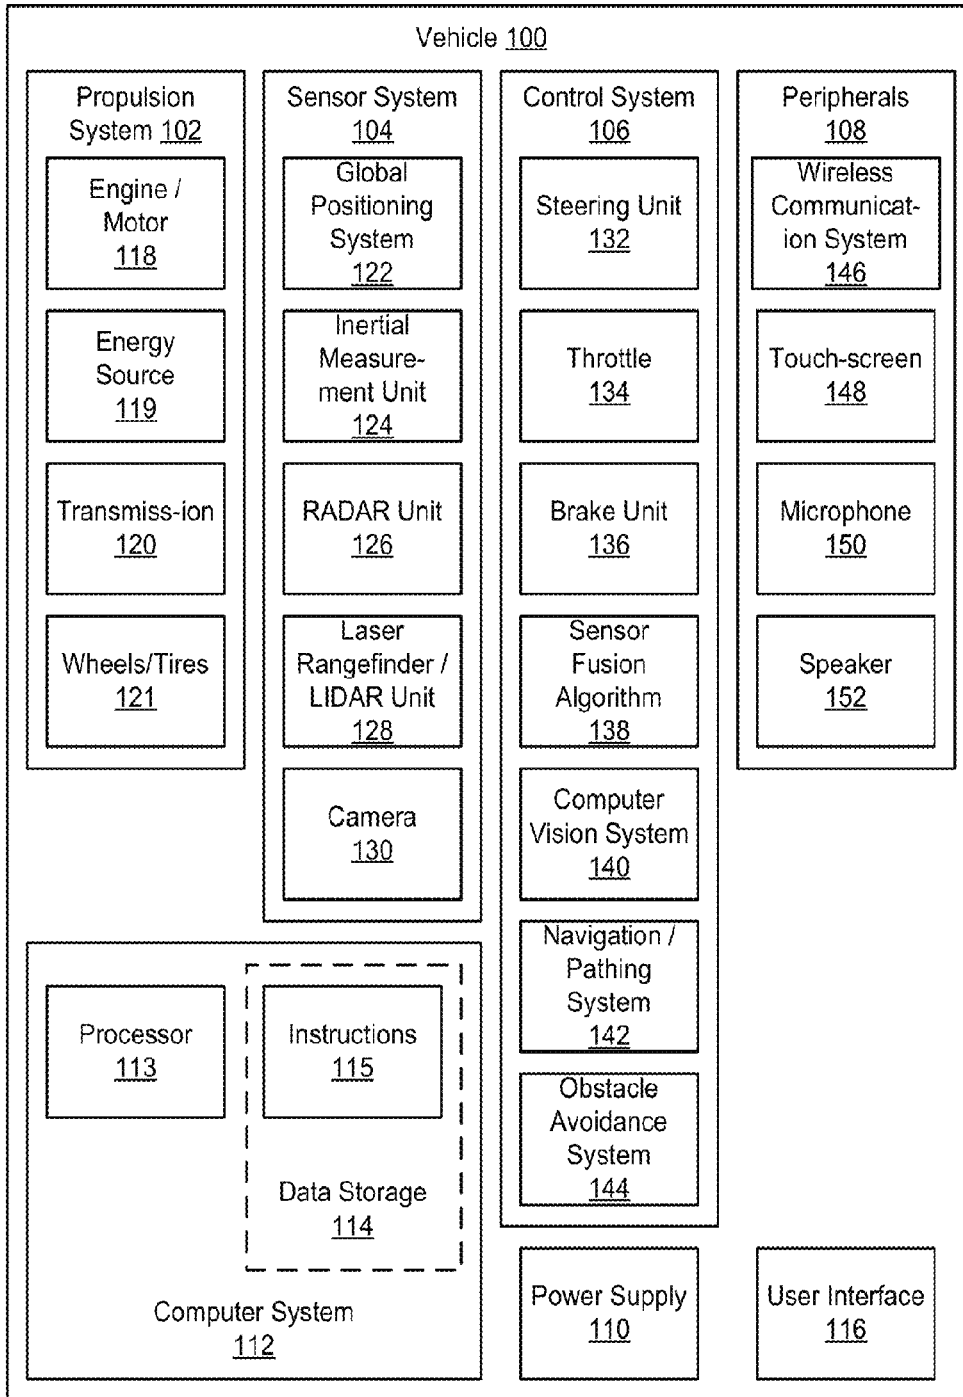 Vehicle 100
Propulsion
System 102
Engine /
Motor
118
Energy
Source
119
Transmiss-ion
120
Wheels/Tires
121
Sensor System
104
Global
Positioning
System
122
Inertial
Measure-
ment Unit
124
RADAR Unit
126
Laser
Rangefinder /
LIDAR Unit
128
Camera
130
Control System
106
Steering Unit
132
Throttle
134
Brake Unit
136
Sensor
Fusion
Algorithm
138
Computer
Vision System
140
Navigation /
Pathing
System
142
Obstacle
Avoidance
System
144
Peripherals
108
Wireless
Communicat-
ion System
146
Touch-screen
148
Microphone
150
Speaker
152
Processor
113
Instructions
115
Data Storage
114
Computer System
112
Power Supply
110
User Interface
116